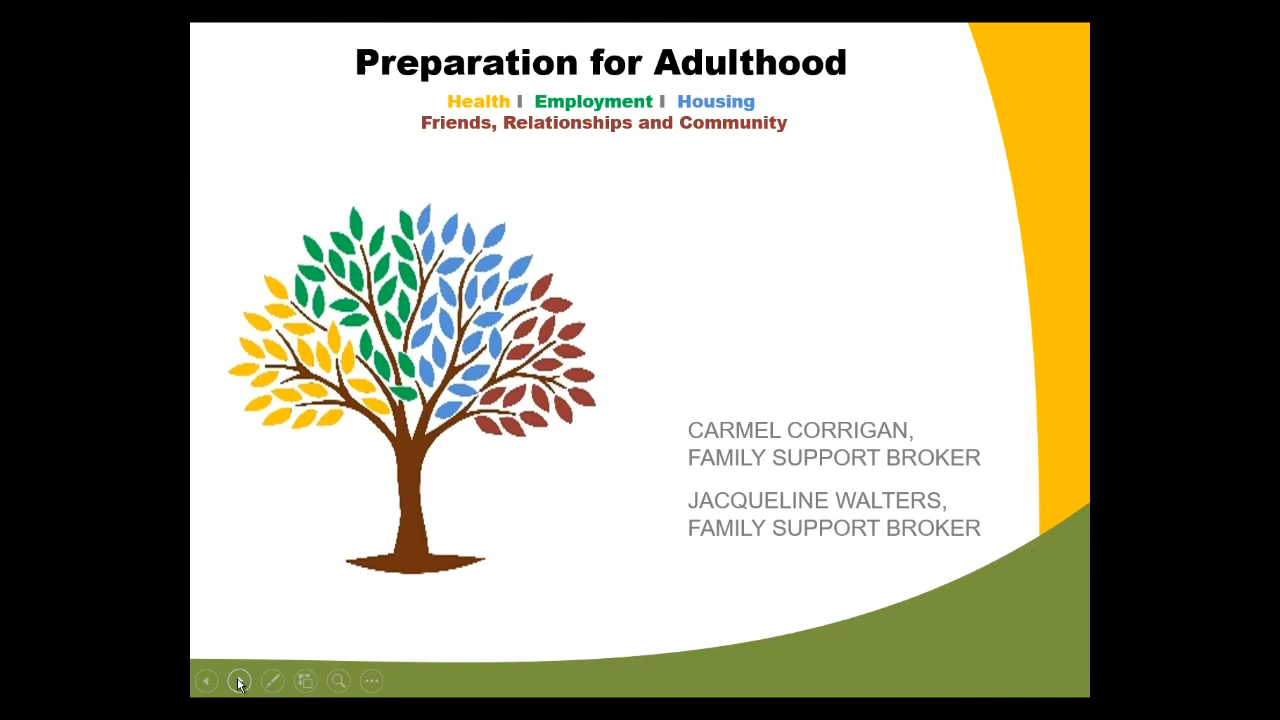 Preparation for Adulthood
Health I Employment I Housing
Friends, Relationships and Community
CARMEL CORRIGAN,
FAMILY SUPPORT BROKER
JACQUELINE WALTERS,
FAMILY SUPPORT BROKER